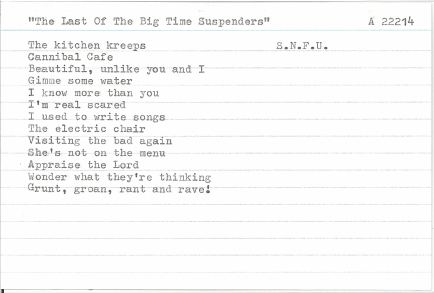 "The Last Of The Big Time Suspenders" A 22214
The kitchen kreeps S.N.F.U.
Cannibal Cafe
Beautiful, unlike you and I
Gimme some water
I know more than you
I'm real scared
I used to write songs
The electric chair
Visiting the bad again
She's not on the menu
Appraise the Lord
Wonder what they're thinking
Grunt, groan, rant and rave!